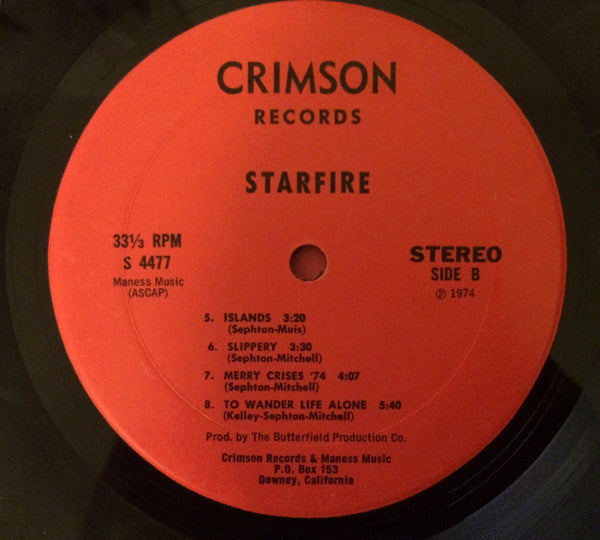 CRIMSON
RECORDS
STARFIRE
33⅓ RPM
S 4477
Maness Music
(ASCAP)
STEREO
SIDE B
℗ 1974
5. ISLANDS 3:20
(Sephton-Muis)
6. SLIPPERY 3:30
(Sephton-Mitchell)
7. MERRY CRISES '74 4:07
(Sephton-Mitchell)
8. TO WANDER LIFE ALONE 5:40
(Kelley-Sephton-Mitchell)
Prod. by The Butterfield Production Co.
Crimson Records & Maness Music
P.O. Box 153
Downey, California